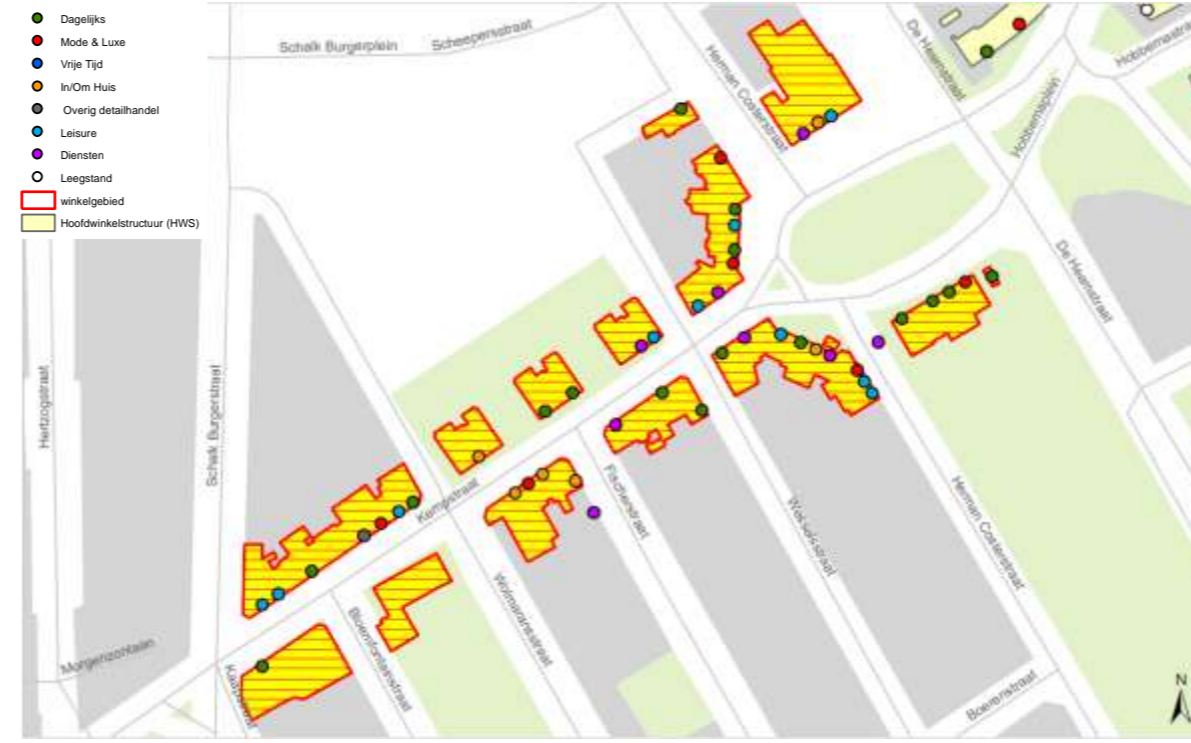 Dagelijks
Mode & Luxe
Vrije Tijd
In/Om Huis
Overig detailhandel
Leisure
Diensten
Leegstand
winkelgebied
Hoofdwinkelstructuur (HWS)
Schalk Burgerplein
Scheepersstraat
Herman Costerstraat
De Heemstraat
Hobbemastraat
Hobbemaplein
De Heemstraat
Hertzogstraat
Schalk Burgerstraat
Kempstraat
Fischerstraat
Wesselsstraat
Herman Costerstraat
Wolmaransstraat
Bloemfonteinstraat
Morgenzonlaan
Boerenstraat
N